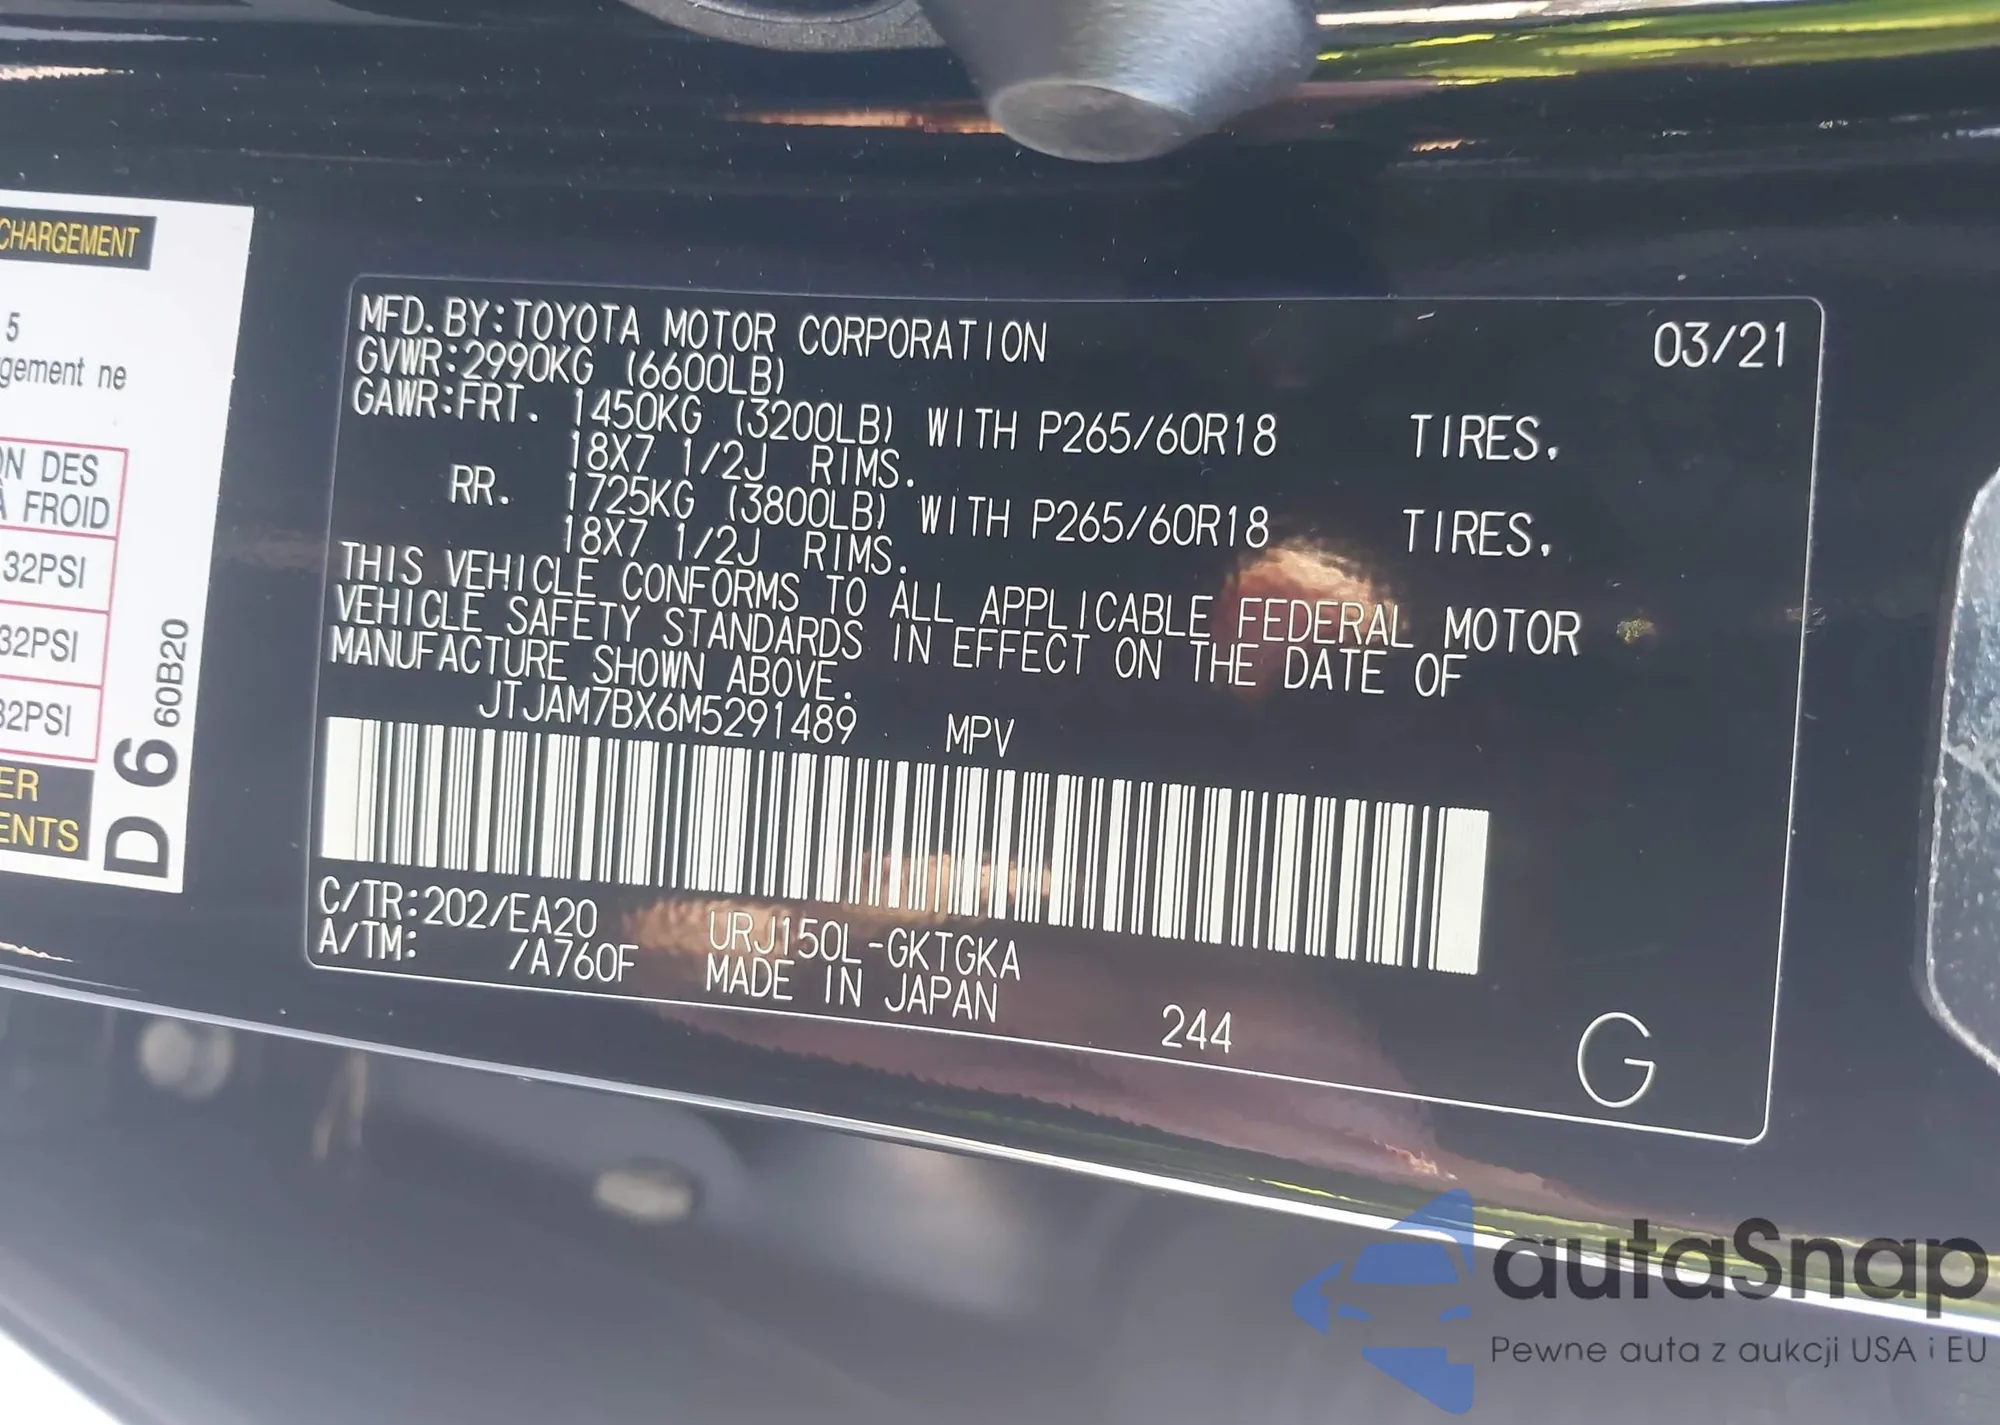 CHARGEMENT
5
gement ne
ON DES
À FROID
32PSI
32PSI
32PSI
ER
ENTS
D 6 60B20
MFD. BY: TOYOTA MOTOR CORPORATION 03/21
GVWR: 2990KG (6600LB)
GAWR: FRT. 1450KG (3200LB) WITH P265/60R18 TIRES.
18X7 1/2J RIMS.
RR. 1725KG (3800LB) WITH P265/60R18 TIRES.
18X7 1/2J RIMS.
THIS VEHICLE CONFORMS TO ALL APPLICABLE FEDERAL MOTOR
VEHICLE SAFETY STANDARDS IN EFFECT ON THE DATE OF
MANUFACTURE SHOWN ABOVE.
JTJAM7BX6M5291489 MPV
C/TR: 202/EA20 URJ150L-GKTGKA
A/TM: /A760F MADE IN JAPAN
244
G
autaSnap
Pewne auta z aukcji USA i EU